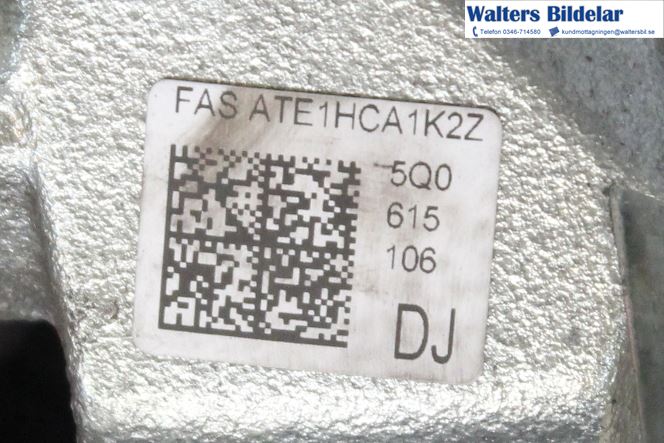 Walters Bildelar
Telefon 0346-714580 kundmottagningen@waltersbil.se
FAS ATE1HCA1K2Z
5Q0
615
106
DJ